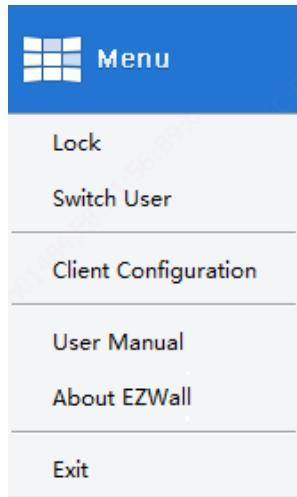 Menu
Lock
Switch User
Client Configuration
User Manual
About EZWall
Exit